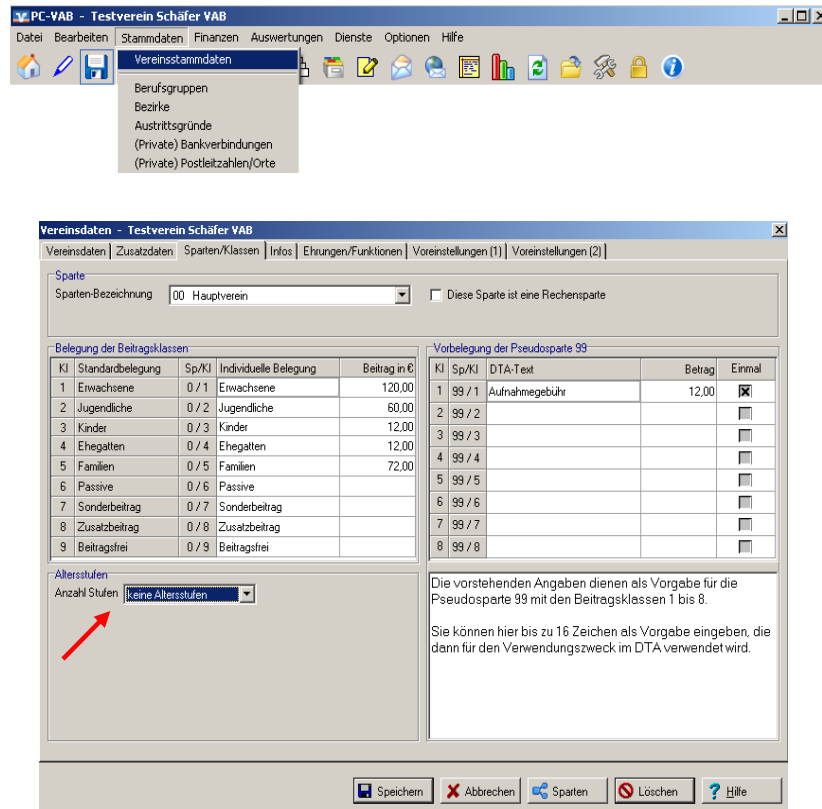 PC-VAB - Testverein Schäfer VAB
Datei Bearbeiten Stammdaten Finanzen Auswertungen Dienste Optionen Hilfe
Vereinsstammdaten
Berufsgruppen
Bezirke
Austrittsgründe
(Private) Bankverbindungen
(Private) Postleitzahlen/Orte
Vereinsdaten - Testverein Schäfer VAB
Vereinsdaten Zusatzdaten Sparten/Klassen Infos Ehrungen/Funktionen Voreinstellungen (1) Voreinstellungen (2)
Sparte
Sparten-Bezeichnung 00 Hauptverein Diese Sparte ist eine Rechensparte
Belegung der Beitragsklassen
Kl Standardbelegung Sp/Kl Individuelle Belegung Beitrag in €
1 Erwachsene 0 / 1 Erwachsene 120,00
2 Jugendliche 0 / 2 Jugendliche 60,00
3 Kinder 0 / 3 Kinder 12,00
4 Ehegatten 0 / 4 Ehegatten 12,00
5 Familien 0 / 5 Familien 72,00
6 Passive 0 / 6 Passive
7 Sonderbeitrag 0 / 7 Sonderbeitrag
8 Zusatzbeitrag 0 / 8 Zusatzbeitrag
9 Beitragsfrei 0 / 9 Beitragsfrei
Vorbelegung der Pseudosparte 99
Kl Sp/Kl DTA-Text Betrag Einmal
1 99 / 1 Aufnahmegebühr 12,00
2 99 / 2
3 99 / 3
4 99 / 4
5 99 / 5
6 99 / 6
7 99 / 7
8 99 / 8
Altersstufen
Anzahl Stufen keine Altersstufen
Die vorstehenden Angaben dienen als Vorgabe für die
Pseudosparte 99 mit den Beitragsklassen 1 bis 8.
Sie können hier bis zu 16 Zeichen als Vorgabe eingeben, die
dann für den Verwendungszweck im DTA verwendet wird.
Speichern Abbrechen Sparten Löschen Hilfe